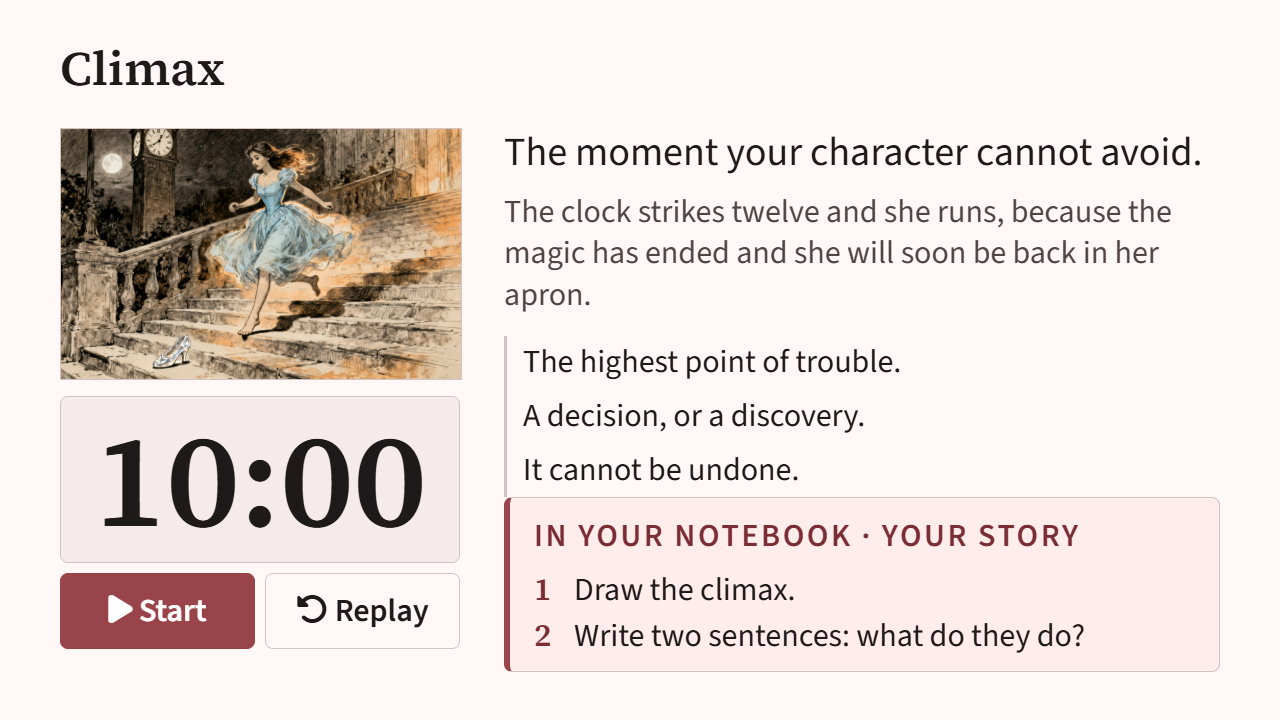 Climax
The moment your character cannot avoid.
The clock strikes twelve and she runs, because the
magic has ended and she will soon be back in her
apron.
The highest point of trouble.
A decision, or a discovery.
It cannot be undone.
10:00
Start
Replay
IN YOUR NOTEBOOK · YOUR STORY
1 Draw the climax.
2 Write two sentences: what do they do?